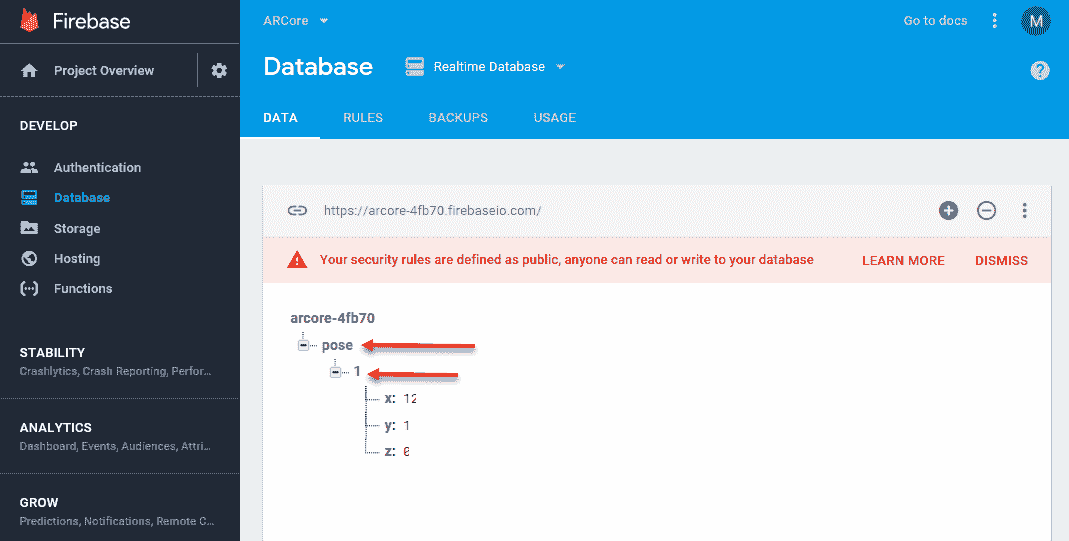 Firebase
ARCore
Go to docs
M
Project Overview
Database
Realtime Database
DEVELOP
DATA
RULES
BACKUPS
USAGE
Authentication
Database
Storage
Hosting
Functions
https://arcore-4fb70.firebaseio.com/
Your security rules are defined as public, anyone can read or write to your database
LEARN MORE
DISMISS
arcore-4fb70
pose
1
x: 12
y: 1
z: 0
STABILITY
Crashlytics, Crash Reporting, Perfor...
ANALYTICS
Dashboard, Events, Audiences, Attri...
GROW
Predictions, Notifications, Remote C...